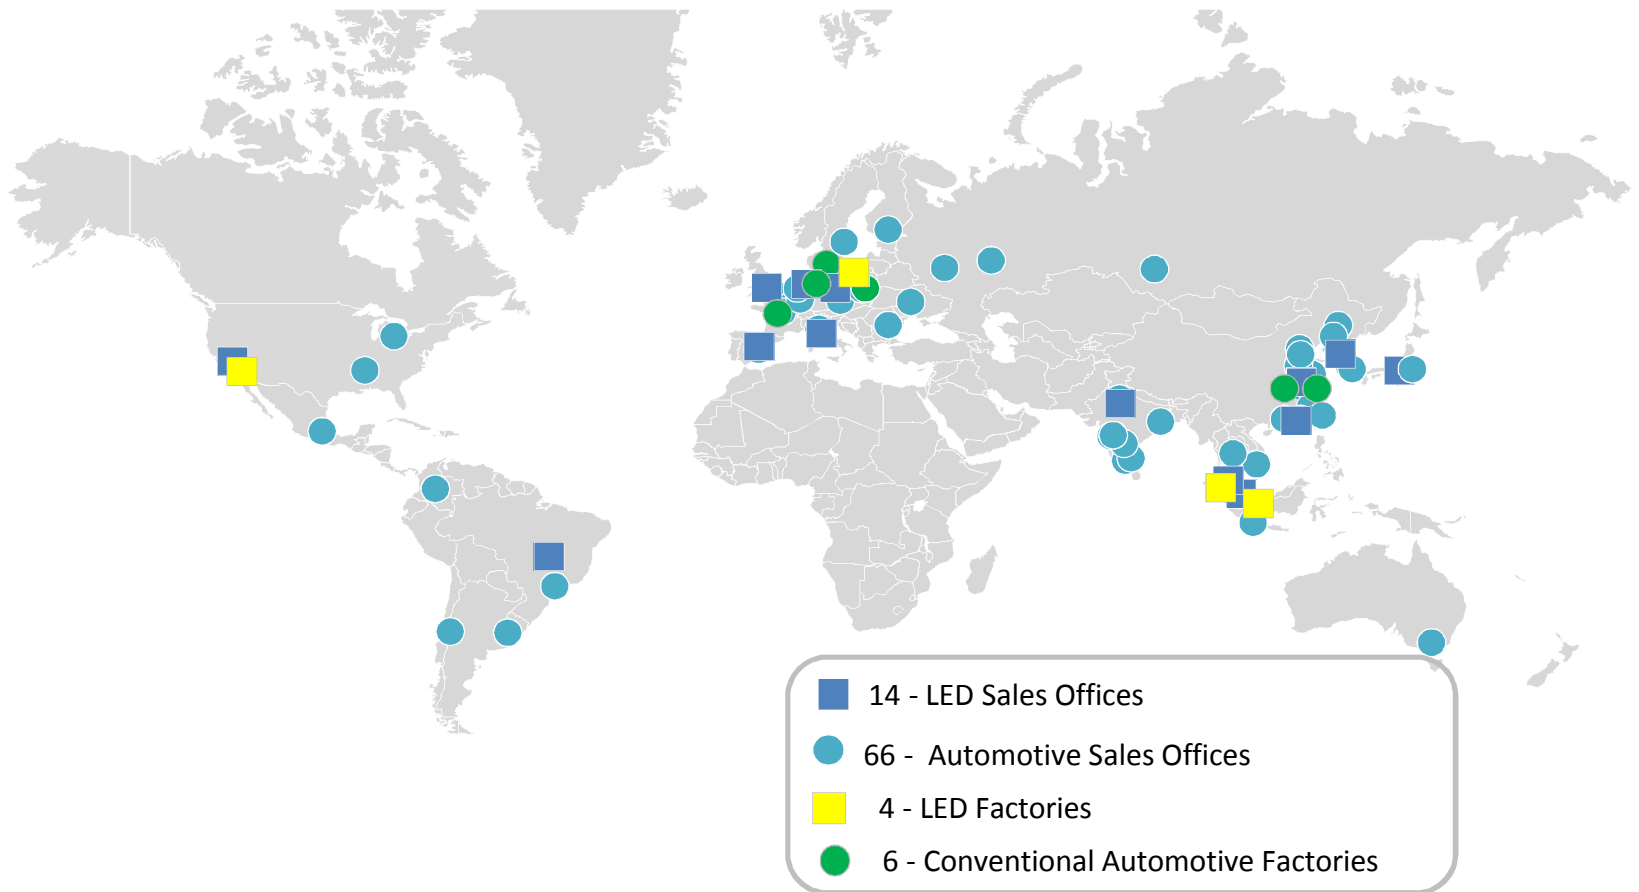 14 - LED Sales Offices
66 - Automotive Sales Offices
4 - LED Factories
6 - Conventional Automotive Factories